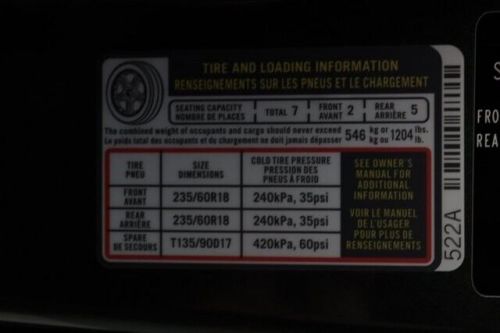 TIRE AND LOADING INFORMATION
RENSEIGNEMENTS SUR LES PNEUS ET LE CHARGEMENT
SEATING CAPACITY
NOMBRE DE PLACES
TOTAL 7
FRONT
AVANT 2
REAR
ARRIÈRE 5
The combined weight of occupants and cargo should never exceed 546 kg or 1204 lbs.
Le poids total des occupants et du chargement ne doit jamais dépasser kg ou lb.
TIRE
PNEU
SIZE
DIMENSIONS
COLD TIRE PRESSURE
PRESSION DES
PNEUS À FROID
FRONT
AVANT
235/60R18
240kPa, 35psi
REAR
ARRIÈRE
235/60R18
240kPa, 35psi
SPARE
DE SECOURS
T135/90D17
420kPa, 60psi
SEE OWNER'S
MANUAL FOR
ADDITIONAL
INFORMATION
VOIR LE MANUEL
DE L'USAGER
POUR PLUS DE
RENSEIGNEMENTS
522A
S
FRO
REA